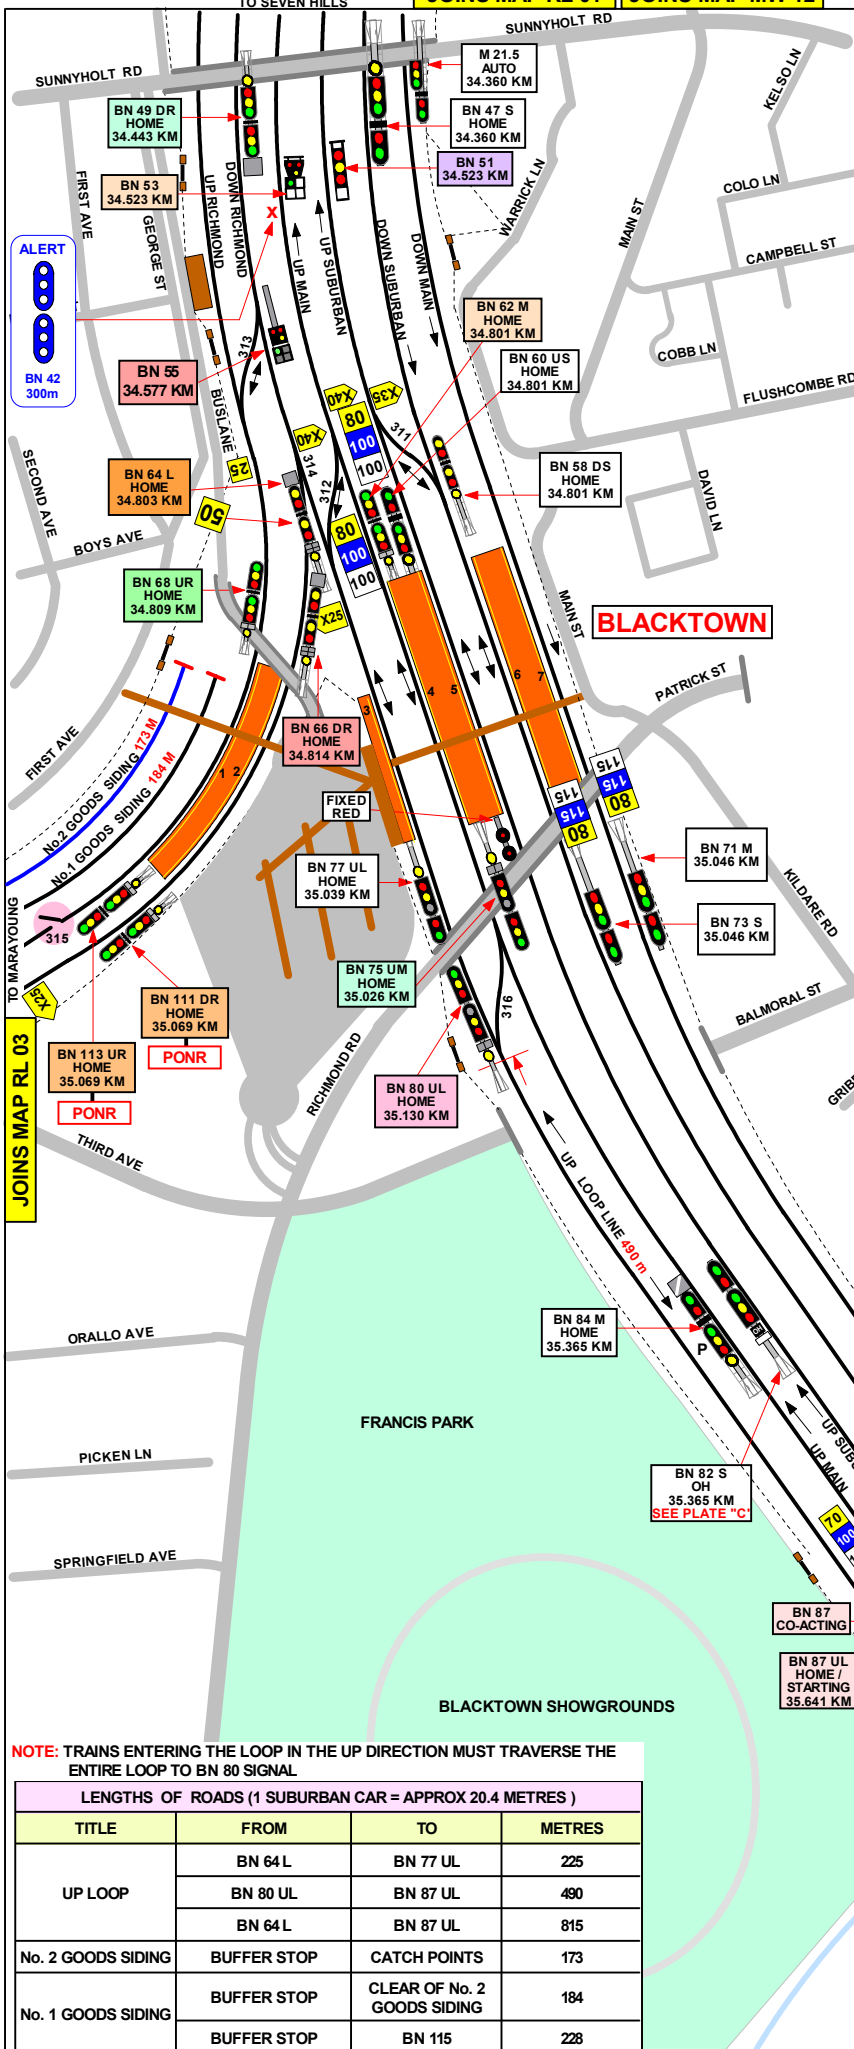 TO SEVEN HILLS
SUNNYHOLT RD
SUNNYHOLT RD
M 21.5
AUTO
34.360 KM
BN 49 DR
HOME
34.443 KM
BN 47 S
HOME
34.360 KM
BN 51
34.523 KM
BN 53
34.523 KM
X
KELSO LN
COLO LN
MAIN ST
CAMPBELL ST
WARRICK LN
COBB LN
FLUSHCOMBE RD
DAVID LN
FIRST AVE
GEORGE ST
UP RICHMOND
DOWN RICHMOND
UP MAIN
UP SUBURBAN
DOWN SUBURBAN
DOWN MAIN
ALERT
BN 42
300m
BN 62 M
HOME
34.801 KM
BN 60 US
HOME
34.801 KM
BN 55
34.577 KM
313
BUSLANE
X40
X35
80
100
100
311
X40
314
312
25
50
BN 64 L
HOME
34.803 KM
BN 58 DS
HOME
34.801 KM
SECOND AVE
BOYS AVE
80
100
100
BN 68 UR
HOME
34.809 KM
X25
MAIN ST
BLACKTOWN
PATRICK ST
BN 66 DR
HOME
34.814 KM
1 2
3
4 5
6 7
FIRST AVE
No.2 GOODS SIDING 173 M
No.1 GOODS SIDING 184 M
FIXED
RED
115
115
80
115
115
80
BN 77 UL
HOME
35.039 KM
BN 71 M
35.046 KM
BN 73 S
35.046 KM
KILDARE RD
315
TO MARAYOUNG
X25
BN 75 UM
HOME
35.026 KM
316
BALMORAL ST
BN 111 DR
HOME
35.069 KM
PONR
BN 113 UR
HOME
35.069 KM
PONR
BN 80 UL
HOME
35.130 KM
RICHMOND RD
JOINS MAP RL 03
THIRD AVE
UP LOOP LINE 490 m
BN 84 M
HOME
35.365 KM
P
ORALLO AVE
FRANCIS PARK
PICKEN LN
BN 82 S
OH
35.365 KM
SEE PLATE "C"
UP MAIN
70
100
SPRINGFIELD AVE
BN 87
CO-ACTING
BN 87 UL
HOME /
STARTING
35.641 KM
BLACKTOWN SHOWGROUNDS
NOTE: TRAINS ENTERING THE LOOP IN THE UP DIRECTION MUST TRAVERSE THE
ENTIRE LOOP TO BN 80 SIGNAL
LENGTHS OF ROADS (1 SUBURBAN CAR = APPROX 20.4 METRES )
TITLE FROM TO METRES
UP LOOP
BN 64 L BN 77 UL 225
BN 80 UL BN 87 UL 490
BN 64 L BN 87 UL 815
No. 2 GOODS SIDING BUFFER STOP CATCH POINTS 173
No. 1 GOODS SIDING
BUFFER STOP CLEAR OF No. 2
GOODS SIDING 184
BUFFER STOP BN 115 228